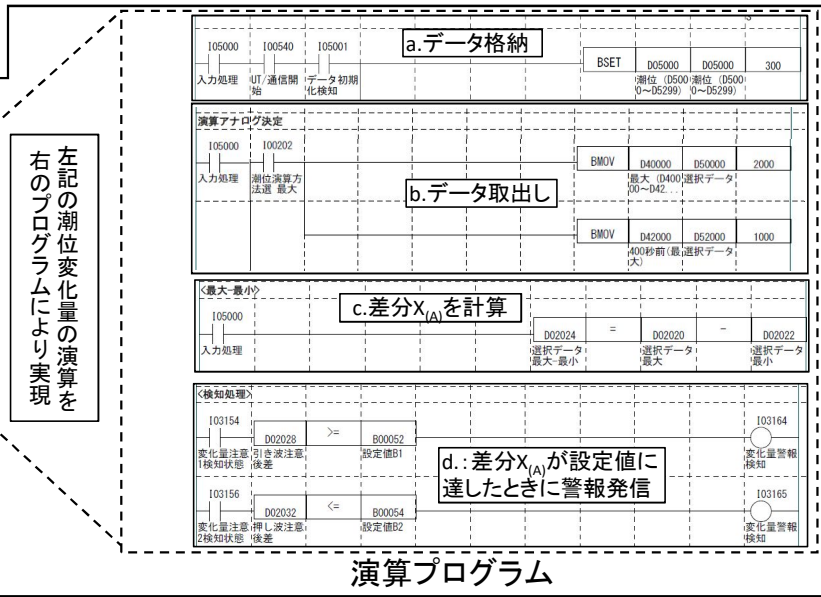 左記の潮位変化量の演算を
右のプログラムにより実現
a.データ格納
I05000
I00540
I05001
入力処理
UT/通信開
始
データ初期
化検知
BSET
D05000
D05000
300
潮位（D500
0～D5299）
潮位（D500
0～D5299）
演算アナログ決定
I05000
I00202
入力処理
潮位演算方
法選 最大
b.データ取出し
BMOV
D40000
D50000
2000
最大（D400
00～D42...
選択データ
BMOV
D42000
D52000
1000
400秒前(最
大)
選択データ
<最大-最小>
c.差分X(A)を計算
I05000
入力処理
D02024
=
D02020
-
D02022
選択データ
最大-最小
選択データ
最大
選択データ
最小
<検知処理>
I03154
D02028
>=
B00052
I03164
変化量注意
1検知状態
引き波注意
後差
設定値B1
変化量警報
検知
d.:差分X(A)が設定値に
達したときに警報発信
I03156
D02032
<=
B00054
I03165
変化量注意
2検知状態
押し波注意
後差
設定値B2
変化量警報
検知
演算プログラム